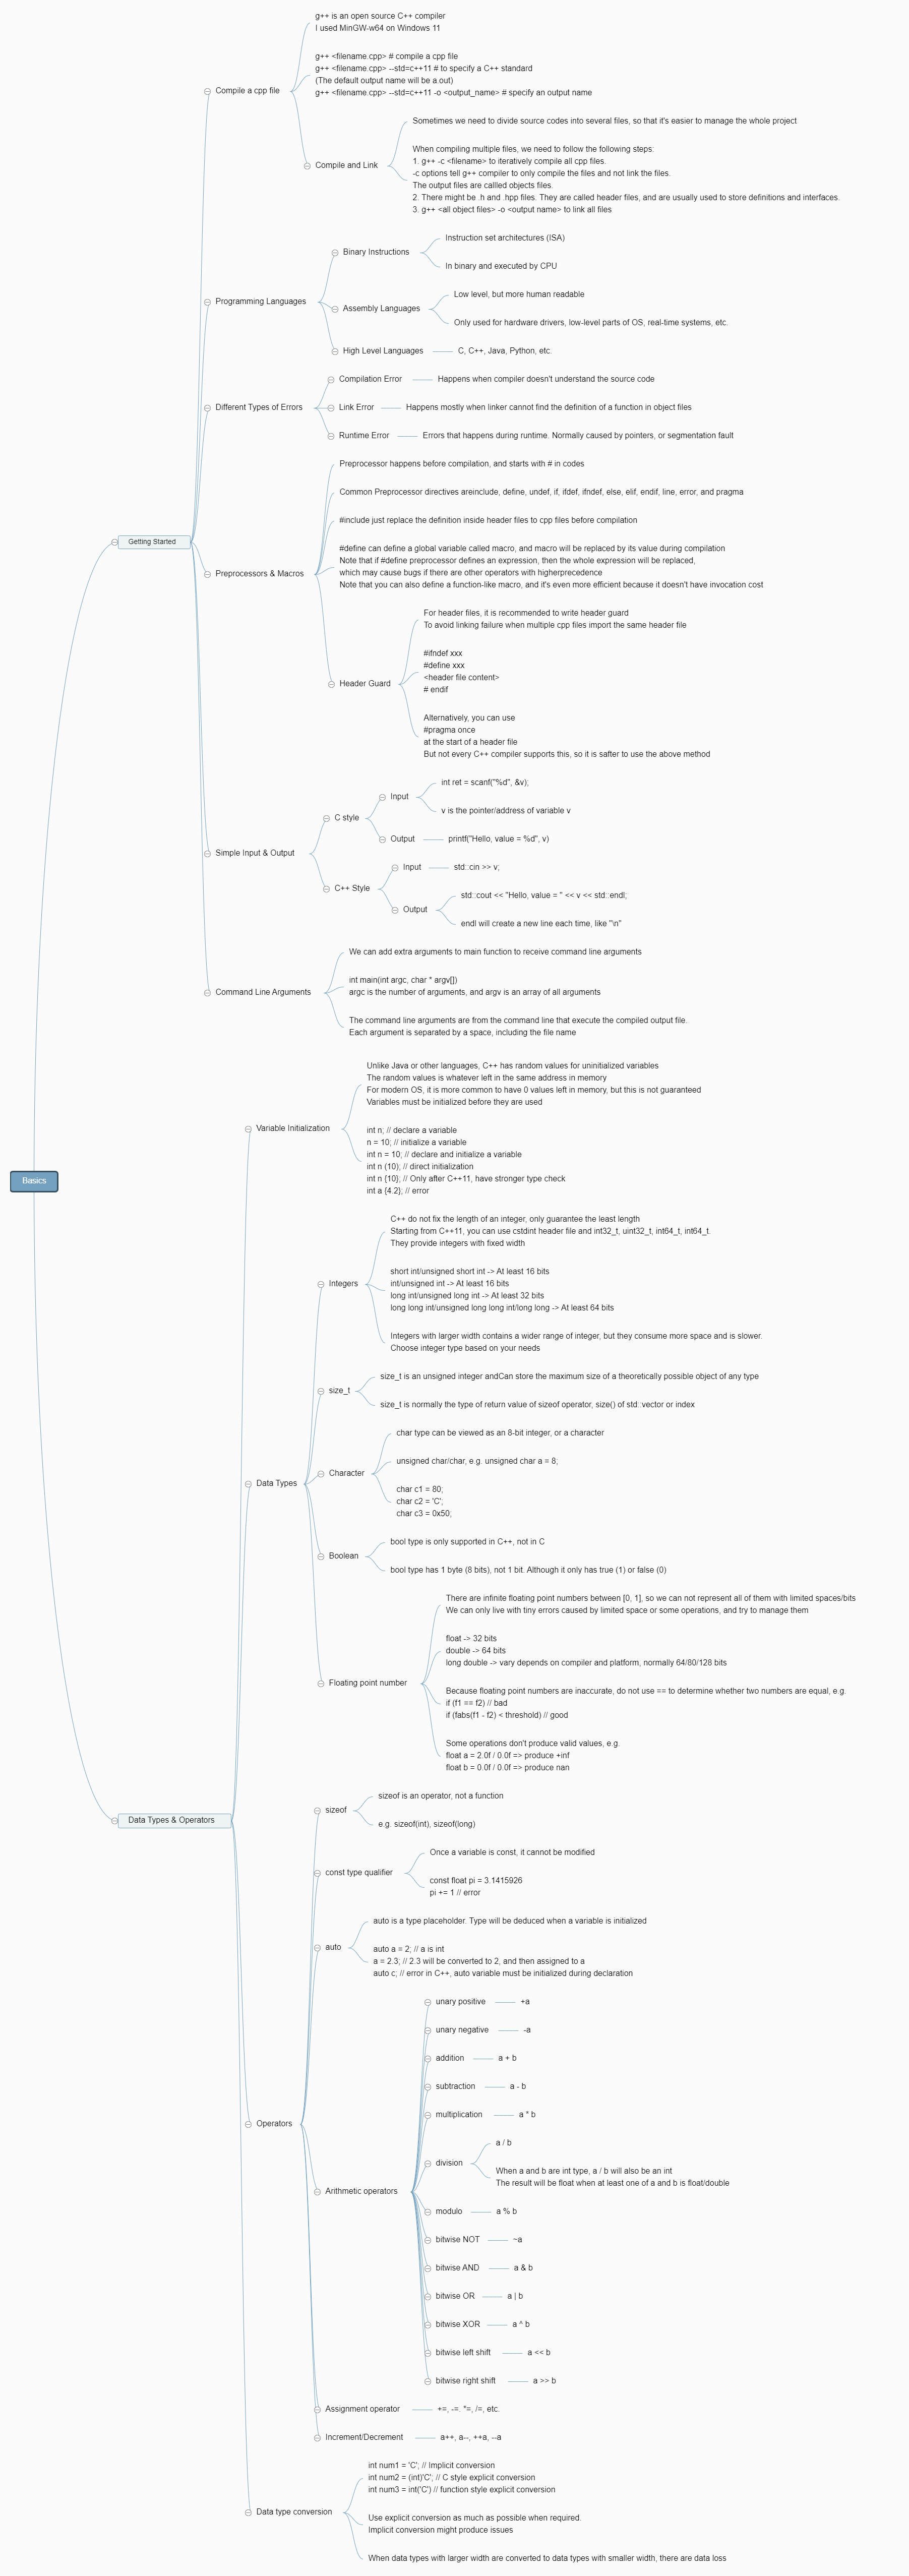 g++ is an open source C++ compiler
I used MinGW-w64 on Windows 11
g++ <filename.cpp> # compile a cpp file
g++ <filename.cpp> --std=c++11 # to specify a C++ standard
(The default output name will be a.out)
g++ <filename.cpp> --std=c++11 -o <output_name> # specify an output name
Compile a cpp file
Sometimes we need to divide source codes into several files, so that it's easier to manage the whole project
When compiling multiple files, we need to follow the following steps:
1. g++ -c <filename> to iteratively compile all cpp files.
-c options tell g++ compiler to only compile the files and not link the files.
The output files are callled objects files.
2. There might be .h and .hpp files. They are called header files, and are usually used to store definitions and interfaces.
3. g++ <all object files> -o <output name> to link all files
Compile and Link
Programming Languages
Binary Instructions
Instruction set architectures (ISA)
In binary and executed by CPU
Assembly Languages
Low level, but more human readable
Only used for hardware drivers, low-level parts of OS, real-time systems, etc.
High Level Languages
C, C++, Java, Python, etc.
Different Types of Errors
Compilation Error
Happens when compiler doesn't understand the source code
Link Error
Happens mostly when linker cannot find the definition of a function in object files
Runtime Error
Errors that happens during runtime. Normally caused by pointers, or segmentation fault
Getting Started
Preprocessors & Macros
Preprocessor happens before compilation, and starts with # in codes
Common Preprocessor directives areinclude, define, undef, if, ifdef, ifndef, else, elif, endif, line, error, and pragma
#include just replace the definition inside header files to cpp files before compilation
#define can define a global variable called macro, and macro will be replaced by its value during compilation
Note that if #define preprocessor defines an expression, then the whole expression will be replaced,
which may cause bugs if there are other operators with higherprecedence
Note that you can also define a function-like macro, and it's even more efficient because it doesn't have invocation cost
Header Guard
For header files, it is recommended to write header guard
To avoid linking failure when multiple cpp files import the same header file
#ifndef xxx
#define xxx
<header file content>
# endif
Alternatively, you can use
#pragma once
at the start of a header file
But not every C++ compiler supports this, so it is safter to use the above method
Simple Input & Output
C style
Input
int ret = scanf("%d", &v);
v is the pointer/address of variable v
Output
printf("Hello, value = %d", v)
C++ Style
Input
std::cin >> v;
Output
std::cout << "Hello, value = " << v << std::endl;
endl will create a new line each time, like "\n"
Command Line Arguments
We can add extra arguments to main function to receive command line arguments
int main(int argc, char * argv[])
argc is the number of arguments, and argv is an array of all arguments
The command line arguments are from the command line that execute the compiled output file.
Each argument is separated by a space, including the file name
Basics
Variable Initialization
Unlike Java or other languages, C++ has random values for uninitialized variables
The random values is whatever left in the same address in memory
For modern OS, it is more common to have 0 values left in memory, but this is not guaranteed
Variables must be initialized before they are used
int n; // declare a variable
n = 10; // initialize a variable
int n = 10; // declare and initialize a variable
int n (10); // direct initialization
int n {10}; // Only after C++11, have stronger type check
int a {4.2}; // error
Data Types
Integers
C++ do not fix the length of an integer, only guarantee the least length
Starting from C++11, you can use cstdint header file and int32_t, uint32_t, int64_t, int64_t.
They provide integers with fixed width
short int/unsigned short int -> At least 16 bits
int/unsigned int -> At least 16 bits
long int/unsigned long int -> At least 32 bits
long long int/unsigned long long int/long long -> At least 64 bits
Integers with larger width contains a wider range of integer, but they consume more space and is slower.
Choose integer type based on your needs
size_t
size_t is an unsigned integer andCan store the maximum size of a theoretically possible object of any type
size_t is normally the type of return value of sizeof operator, size() of std::vector or index
Character
char type can be viewed as an 8-bit integer, or a character
unsigned char/char, e.g. unsigned char a = 8;
char c1 = 80;
char c2 = 'C';
char c3 = 0x50;
Boolean
bool type is only supported in C++, not in C
bool type has 1 byte (8 bits), not 1 bit. Although it only has true (1) or false (0)
Floating point number
There are infinite floating point numbers between [0, 1], so we can not represent all of them with limited spaces/bits
We can only live with tiny errors caused by limited space or some operations, and try to manage them
float -> 32 bits
double -> 64 bits
long double -> vary depends on compiler and platform, normally 64/80/128 bits
Because floating point numbers are inaccurate, do not use == to determine whether two numbers are equal, e.g.
if (f1 == f2) // bad
if (fabs(f1 - f2) < threshold) // good
Some operations don't produce valid values, e.g.
float a = 2.0f / 0.0f => produce +inf
float b = 0.0f / 0.0f => produce nan
Data Types & Operators
Operators
sizeof
sizeof is an operator, not a function
e.g. sizeof(int), sizeof(long)
const type qualifier
Once a variable is const, it cannot be modified
const float pi = 3.1415926
pi += 1 // error
auto
auto is a type placeholder. Type will be deduced when a variable is initialized
auto a = 2; // a is int
a = 2.3; // 2.3 will be converted to 2, and then assigned to a
auto c; // error in C++, auto variable must be initialized during declaration
Arithmetic operators
unary positive
+a
unary negative
-a
addition
a + b
subtraction
a - b
multiplication
a * b
division
a / b
When a and b are int type, a / b will also be an int
The result will be float when at least one of a and b is float/double
modulo
a % b
bitwise NOT
~a
bitwise AND
a & b
bitwise OR
a | b
bitwise XOR
a ^ b
bitwise left shift
a << b
bitwise right shift
a >> b
Assignment operator
+=, -=. *=, /=, etc.
Increment/Decrement
a++, a--, ++a, --a
Data type conversion
int num1 = 'C'; // Implicit conversion
int num2 = (int)'C'; // C style explicit conversion
int num3 = int('C') // function style explicit conversion
Use explicit conversion as much as possible when required.
Implicit conversion might produce issues
When data types with larger width are converted to data types with smaller width, there are data loss